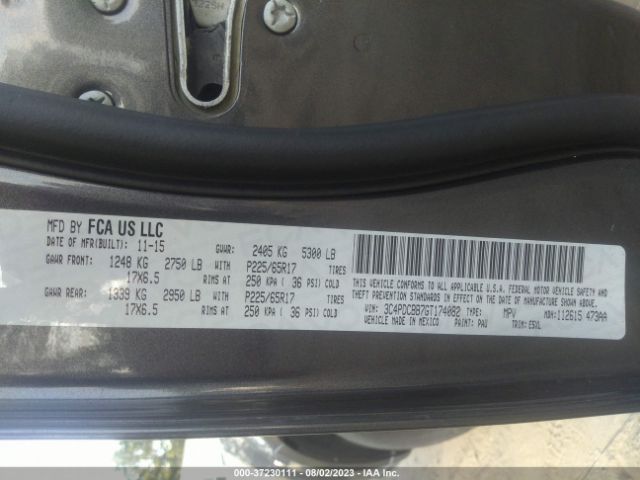 MFD BY FCA US LLC
DATE OF MFR(BUILT): 11-15 GVWR: 2405 KG 5300 LB
GAWR FRONT: 1248 KG 2750 LB WITH P225/65R17 TIRES
17X6.5 RIMS AT 250 KPA ( 36 PSI) COLD
GAWR REAR: 1339 KG 2950 LB WITH P225/65R17 TIRES
17X6.5 RIMS AT 250 KPA ( 36 PSI) COLD
THIS VEHICLE CONFORMS TO ALL APPLICABLE U.S.A. FEDERAL MOTOR VEHICLE SAFETY AND
THEFT PREVENTION STANDARDS IN EFFECT ON THE DATE OF MANUFACTURE SHOWN ABOVE.
VIN: 3C4PDCBB7GT174082 TYPE: MPV MDH: 112615 473AA
MADE IN MEXICO PAINT: PAU TRIM: E5XL
000-37230111 - 08/02/2023 - IAA Inc.